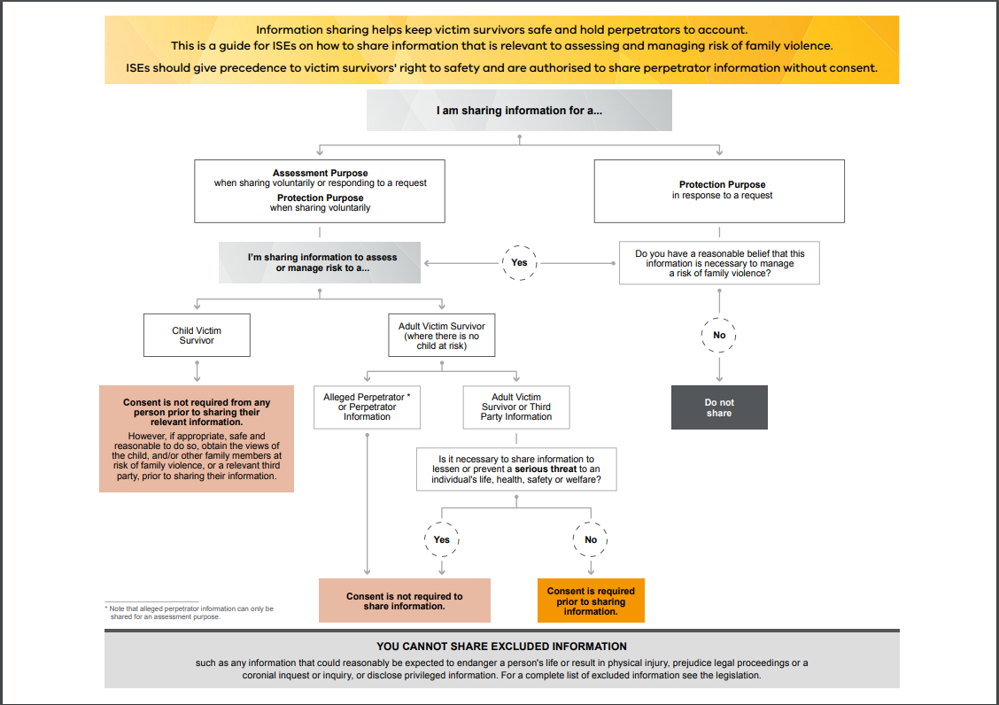 Information sharing helps keep victim survivors safe and hold perpetrators to account.
This is a guide for ISEs on how to share information that is relevant to assessing and managing risk of family violence.
ISEs should give precedence to victim survivors' right to safety and are authorised to share perpetrator information without consent.
I am sharing information for a...
Assessment Purpose
when sharing voluntarily or responding to a request
Protection Purpose
when sharing voluntarily
Protection Purpose
in response to a request
I'm sharing information to assess
or manage risk to a...
Yes
Do you have a reasonable belief that this
information is necessary to manage
a risk of family violence?
Child Victim
Survivor
Adult Victim Survivor
(where there is no
child at risk)
No
Consent is not required from any
person prior to sharing their
relevant information.
However, if appropriate, safe and
reasonable to do so, obtain the views of
the child, and/or other family members at
risk of family violence, or a relevant third
party, prior to sharing their information.
Alleged Perpetrator *
or Perpetrator
Information
Adult Victim
Survivor or Third
Party Information
Do not
share
Is it necessary to share information to
lessen or prevent a serious threat to an
individual's life, health, safety or welfare?
Yes
No
Consent is not required to
share information.
Consent is required
prior to sharing
information.
* Note that alleged perpetrator information can only be
shared for an assessment purpose.
YOU CANNOT SHARE EXCLUDED INFORMATION
such as any information that could reasonably be expected to endanger a person's life or result in physical injury, prejudice legal proceedings or a
coronial inquest or inquiry, or disclose privileged information. For a complete list of excluded information see the legislation.